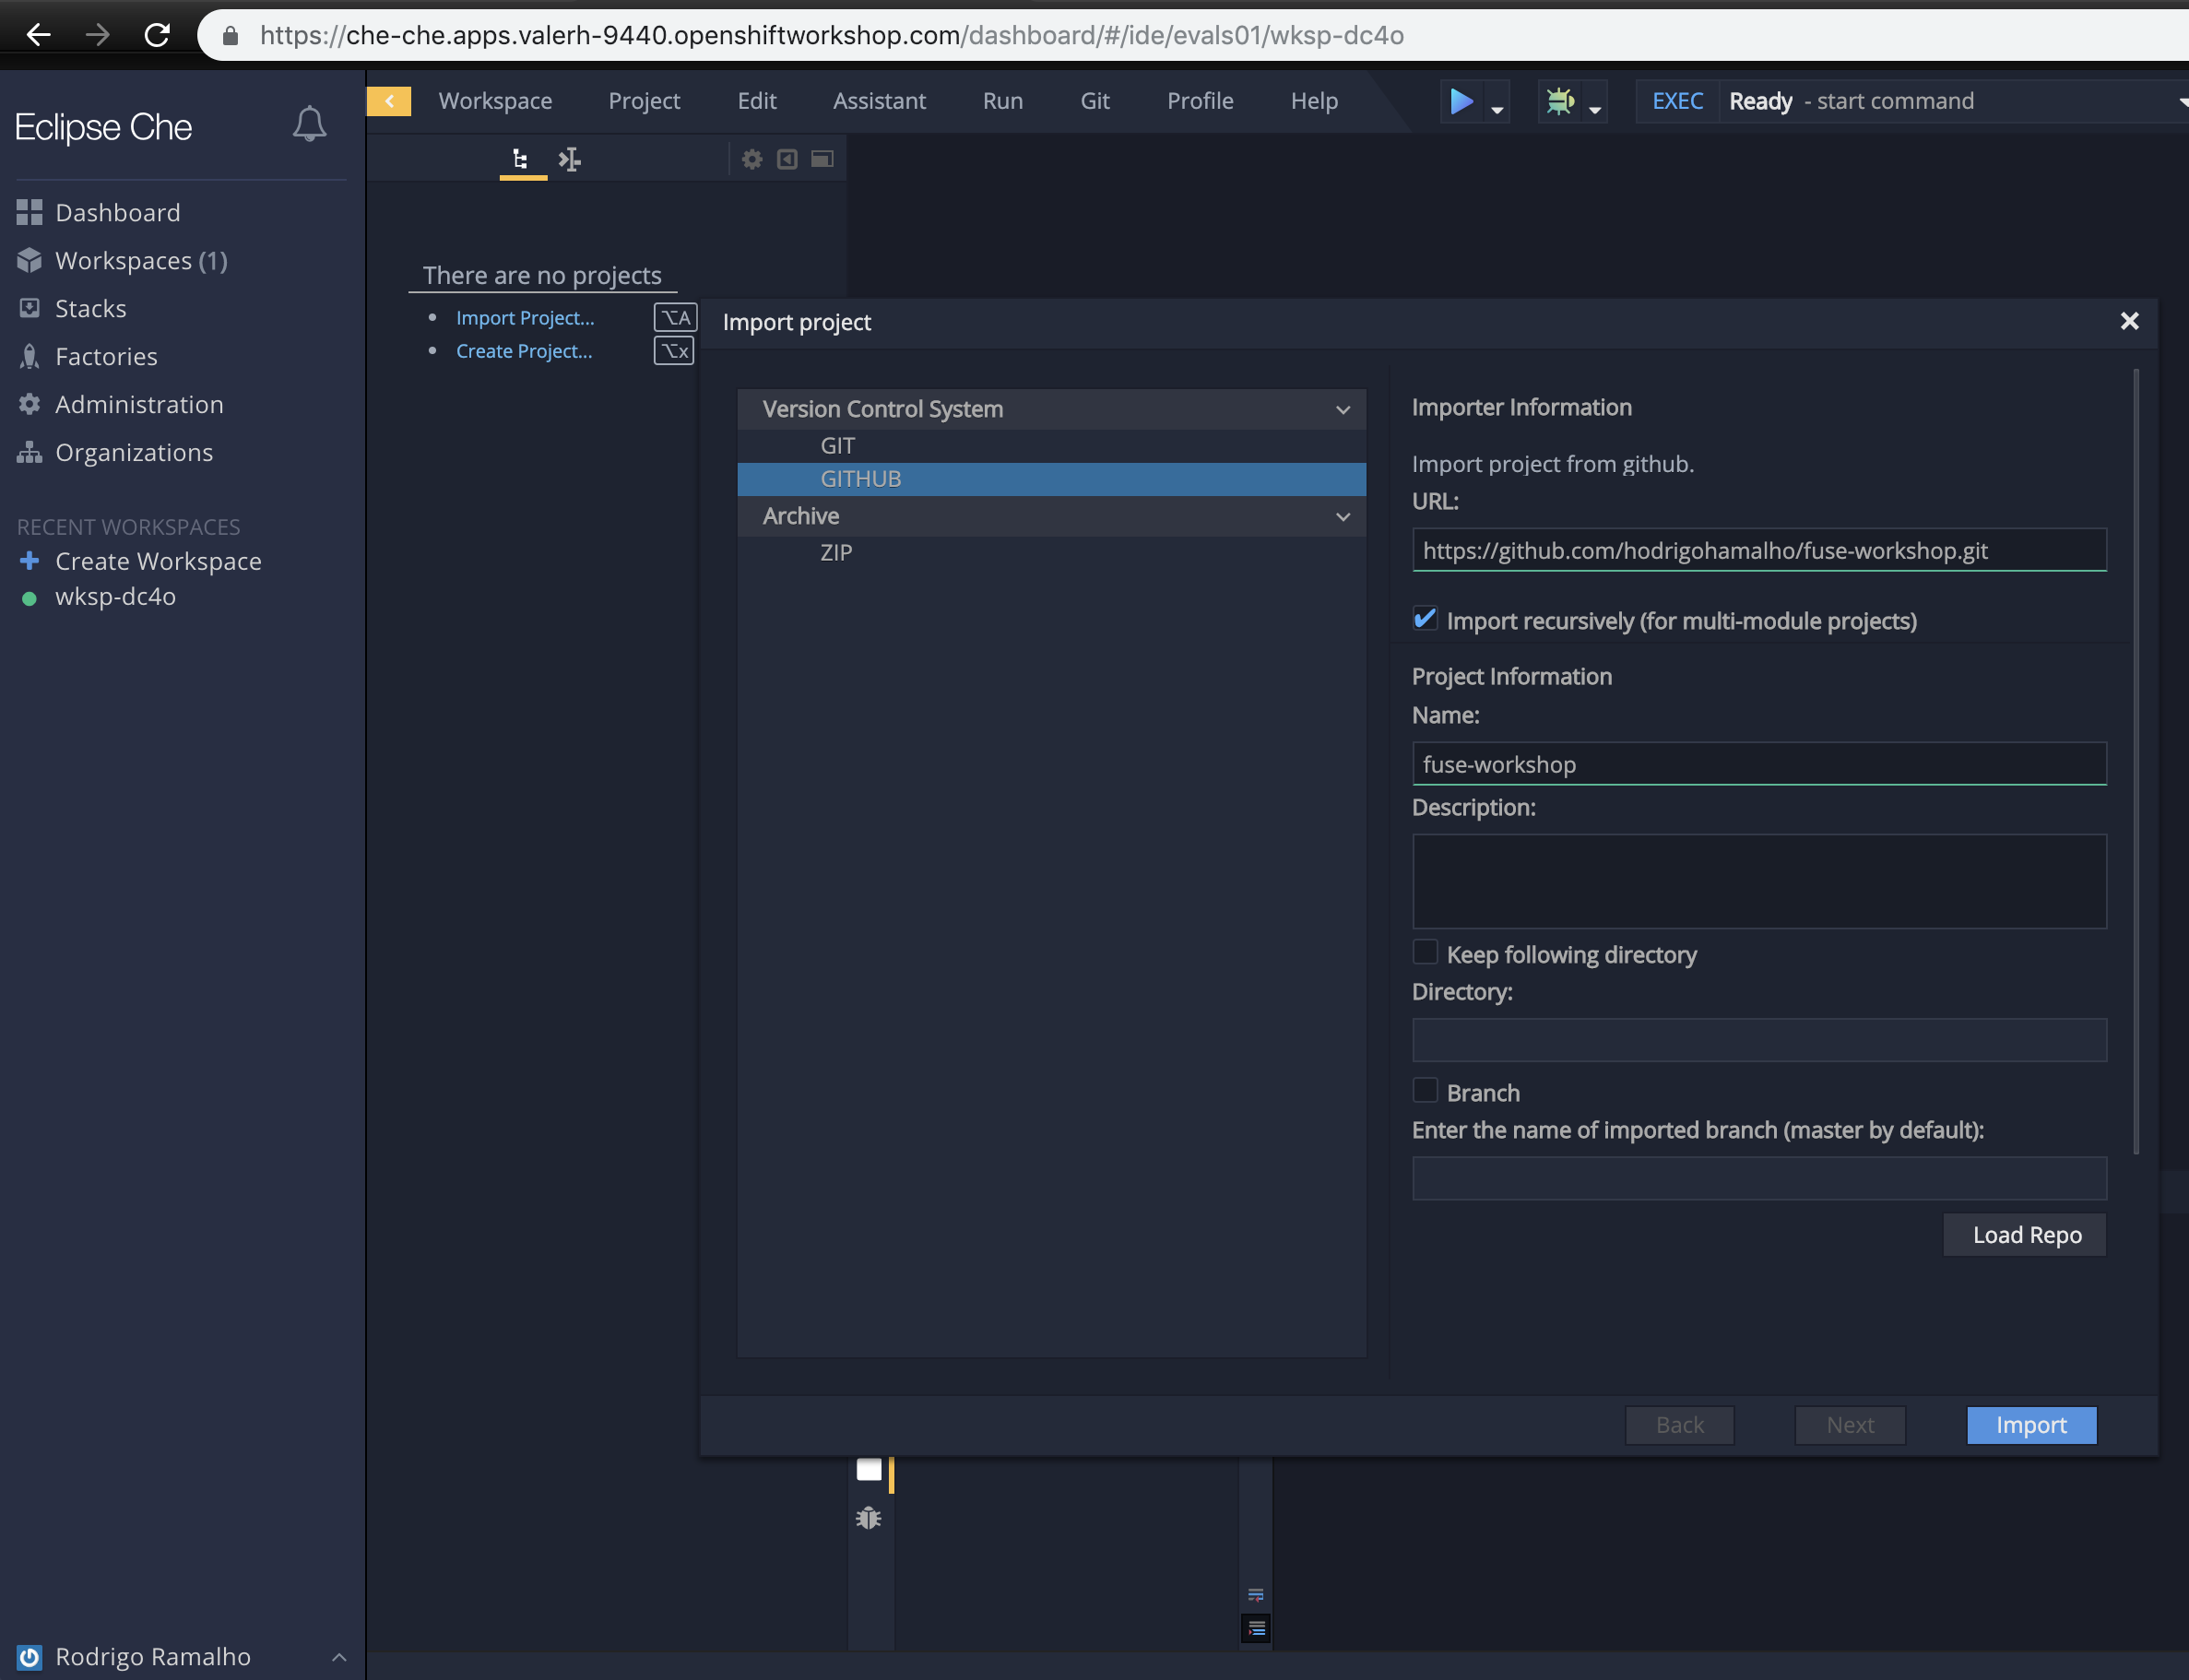 https://che-che.apps.valerh-9440.openshiftworkshop.com/dashboard/#/ide/evals01/wksp-dc4o
Eclipse Che
Dashboard
Workspaces (1)
Stacks
Factories
Administration
Organizations
RECENT WORKSPACES
Create Workspace
wksp-dc4o
Rodrigo Ramalho
Workspace Project Edit Assistant Run Git Profile Help
EXEC Ready - start command
There are no projects
Import Project... ⌥A
Create Project... ⌥x
Import project
Version Control System
GIT
GITHUB
Archive
ZIP
Importer Information
Import project from github.
URL:
https://github.com/hodrigohamalho/fuse-workshop.git
Import recursively (for multi-module projects)
Project Information
Name:
fuse-workshop
Description:
Keep following directory
Directory:
Branch
Enter the name of imported branch (master by default):
Load Repo
Back Next Import